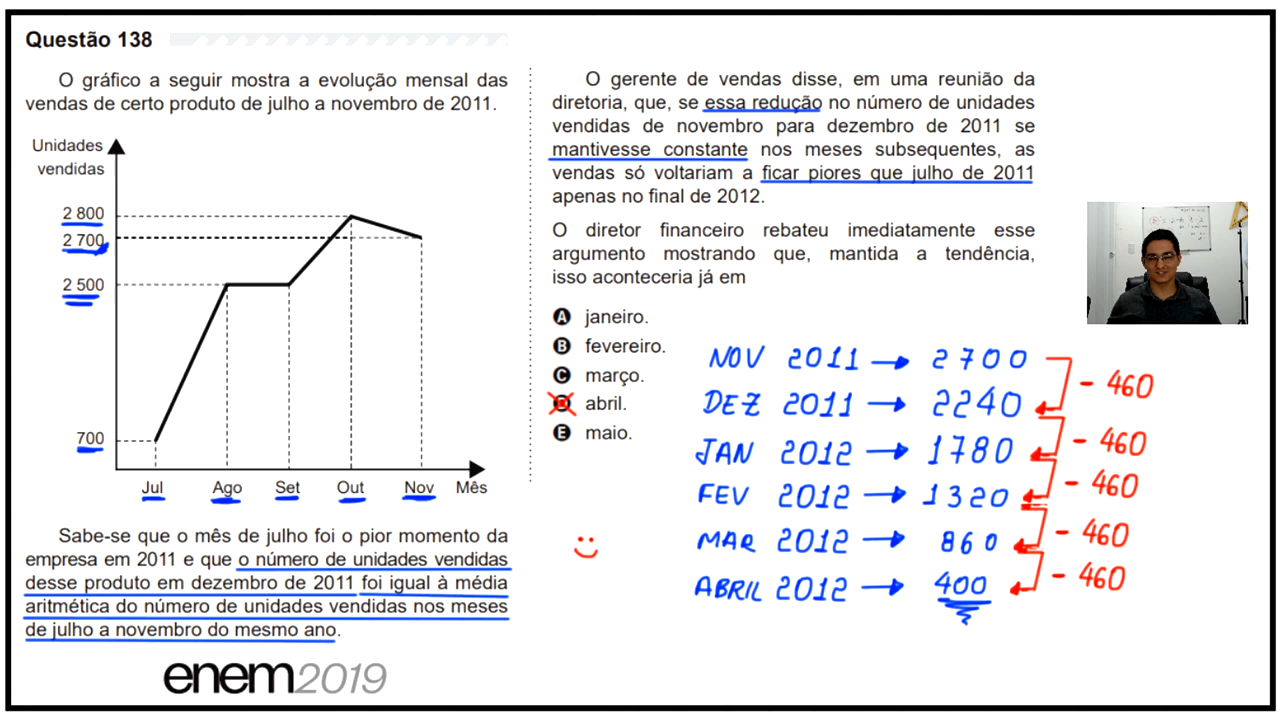 Questão 138
O gráfico a seguir mostra a evolução mensal das
vendas de certo produto de julho a novembro de 2011.
Unidades
vendidas
2 800
2 700
2 500
700
Jul Ago Set Out Nov Mês
Sabe-se que o mês de julho foi o pior momento da
empresa em 2011 e que o número de unidades vendidas
desse produto em dezembro de 2011 foi igual à média
aritmética do número de unidades vendidas nos meses
de julho a novembro do mesmo ano.
enem2019
O gerente de vendas disse, em uma reunião da
diretoria, que, se essa redução no número de unidades
vendidas de novembro para dezembro de 2011 se
mantivesse constante nos meses subsequentes, as
vendas só voltariam a ficar piores que julho de 2011
apenas no final de 2012.
O diretor financeiro rebateu imediatamente esse
argumento mostrando que, mantida a tendência,
isso aconteceria já em
A janeiro.
B fevereiro.
C março.
D abril.
E maio.
NOV 2011 → 2700
- 460
DEZ 2011 → 2240
- 460
JAN 2012 → 1780
- 460
FEV 2012 → 1320
- 460
MAR 2012 → 860
- 460
ABRIL 2012 → 400